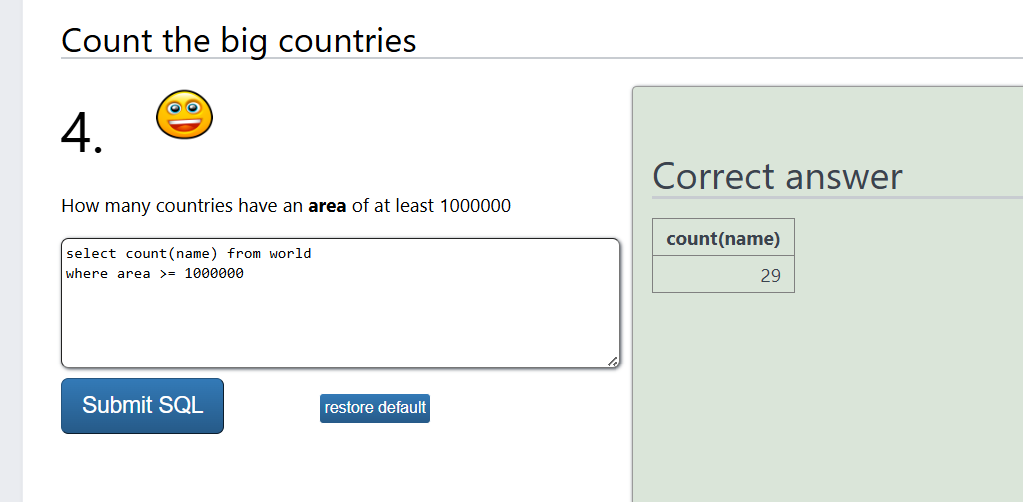 Count the big countries
4.
How many countries have an area of at least 1000000
select count(name) from world
where area >= 1000000
Submit SQL
restore default
Correct answer
count(name)
29